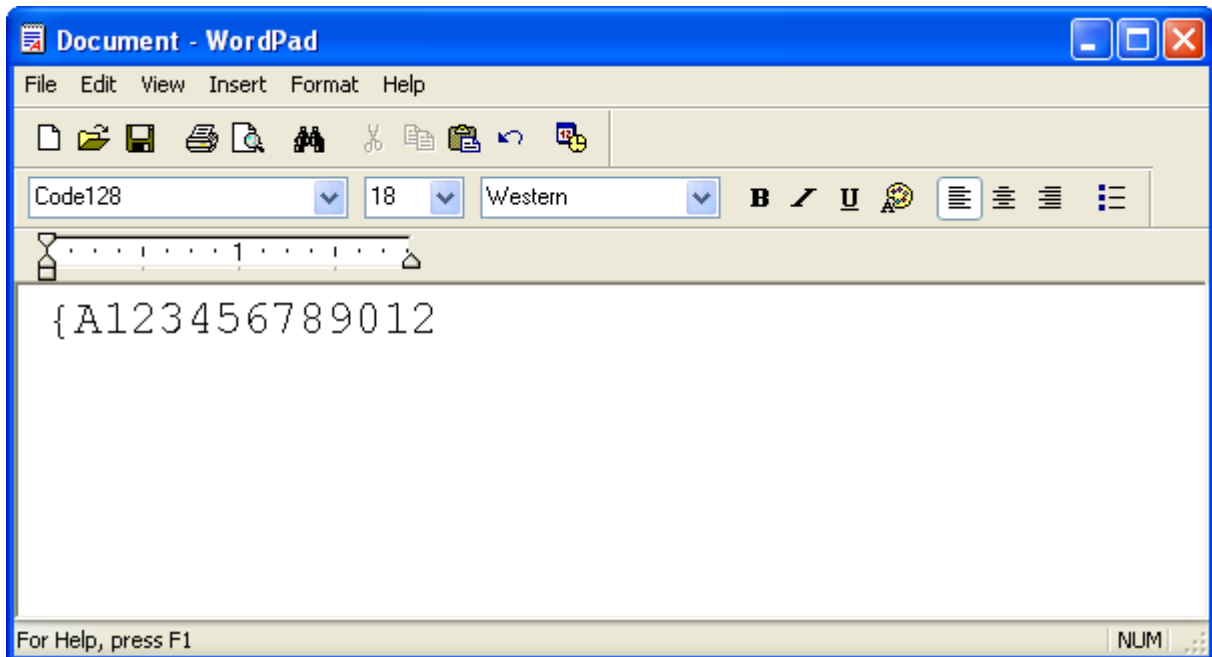 Document - WordPad
File Edit View Insert Format Help
Code128 18 Western B / U
1
{A123456789012
For Help, press F1 NUM